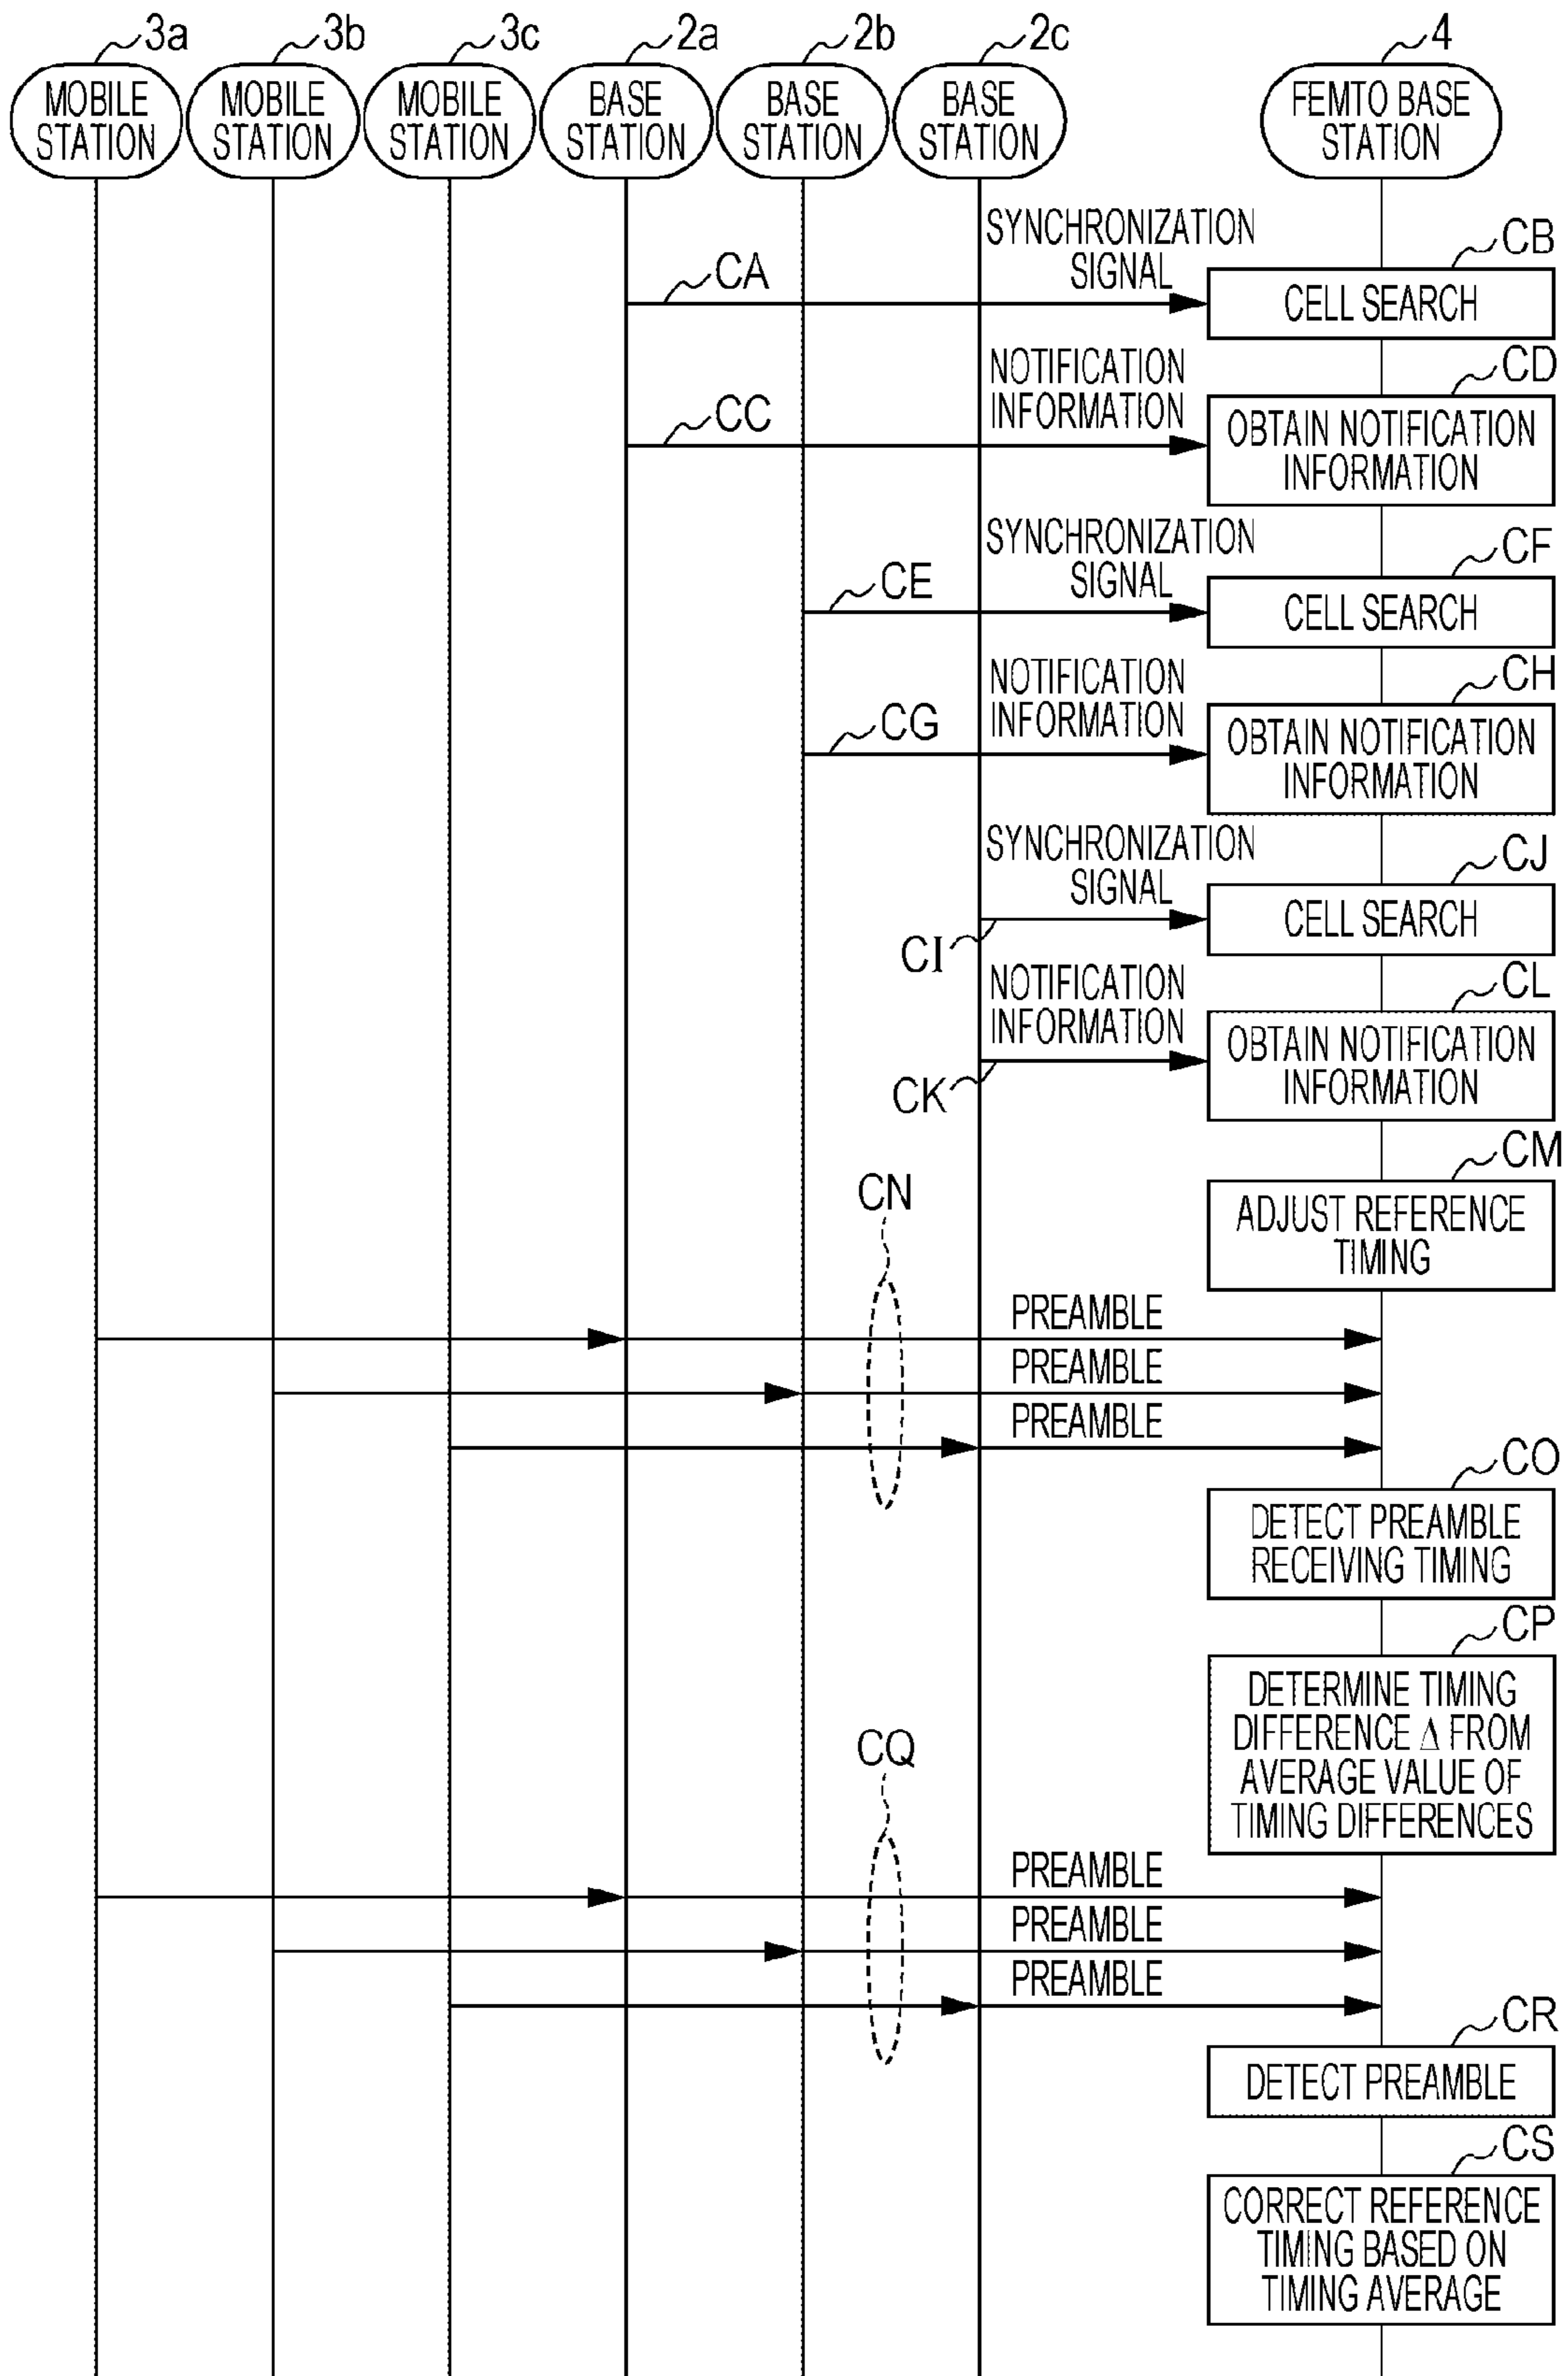 3a
3b
3c
2a
2b
2c
4
MOBILE
STATION
MOBILE
STATION
MOBILE
STATION
BASE
STATION
BASE
STATION
BASE
STATION
FEMTO BASE
STATION
SYNCHRONIZATION
SIGNAL
CA
CB
CELL SEARCH
NOTIFICATION
INFORMATION
CC
CD
OBTAIN NOTIFICATION
INFORMATION
SYNCHRONIZATION
SIGNAL
CE
CF
CELL SEARCH
NOTIFICATION
INFORMATION
CG
CH
OBTAIN NOTIFICATION
INFORMATION
SYNCHRONIZATION
SIGNAL
CI
CJ
CELL SEARCH
NOTIFICATION
INFORMATION
CK
CL
OBTAIN NOTIFICATION
INFORMATION
CM
ADJUST REFERENCE
TIMING
CN
PREAMBLE
PREAMBLE
PREAMBLE
CO
DETECT PREAMBLE
RECEIVING TIMING
CP
DETERMINE TIMING
DIFFERENCE Δ FROM
AVERAGE VALUE OF
TIMING DIFFERENCES
CQ
PREAMBLE
PREAMBLE
PREAMBLE
CR
DETECT PREAMBLE
CS
CORRECT REFERENCE
TIMING BASED ON
TIMING AVERAGE